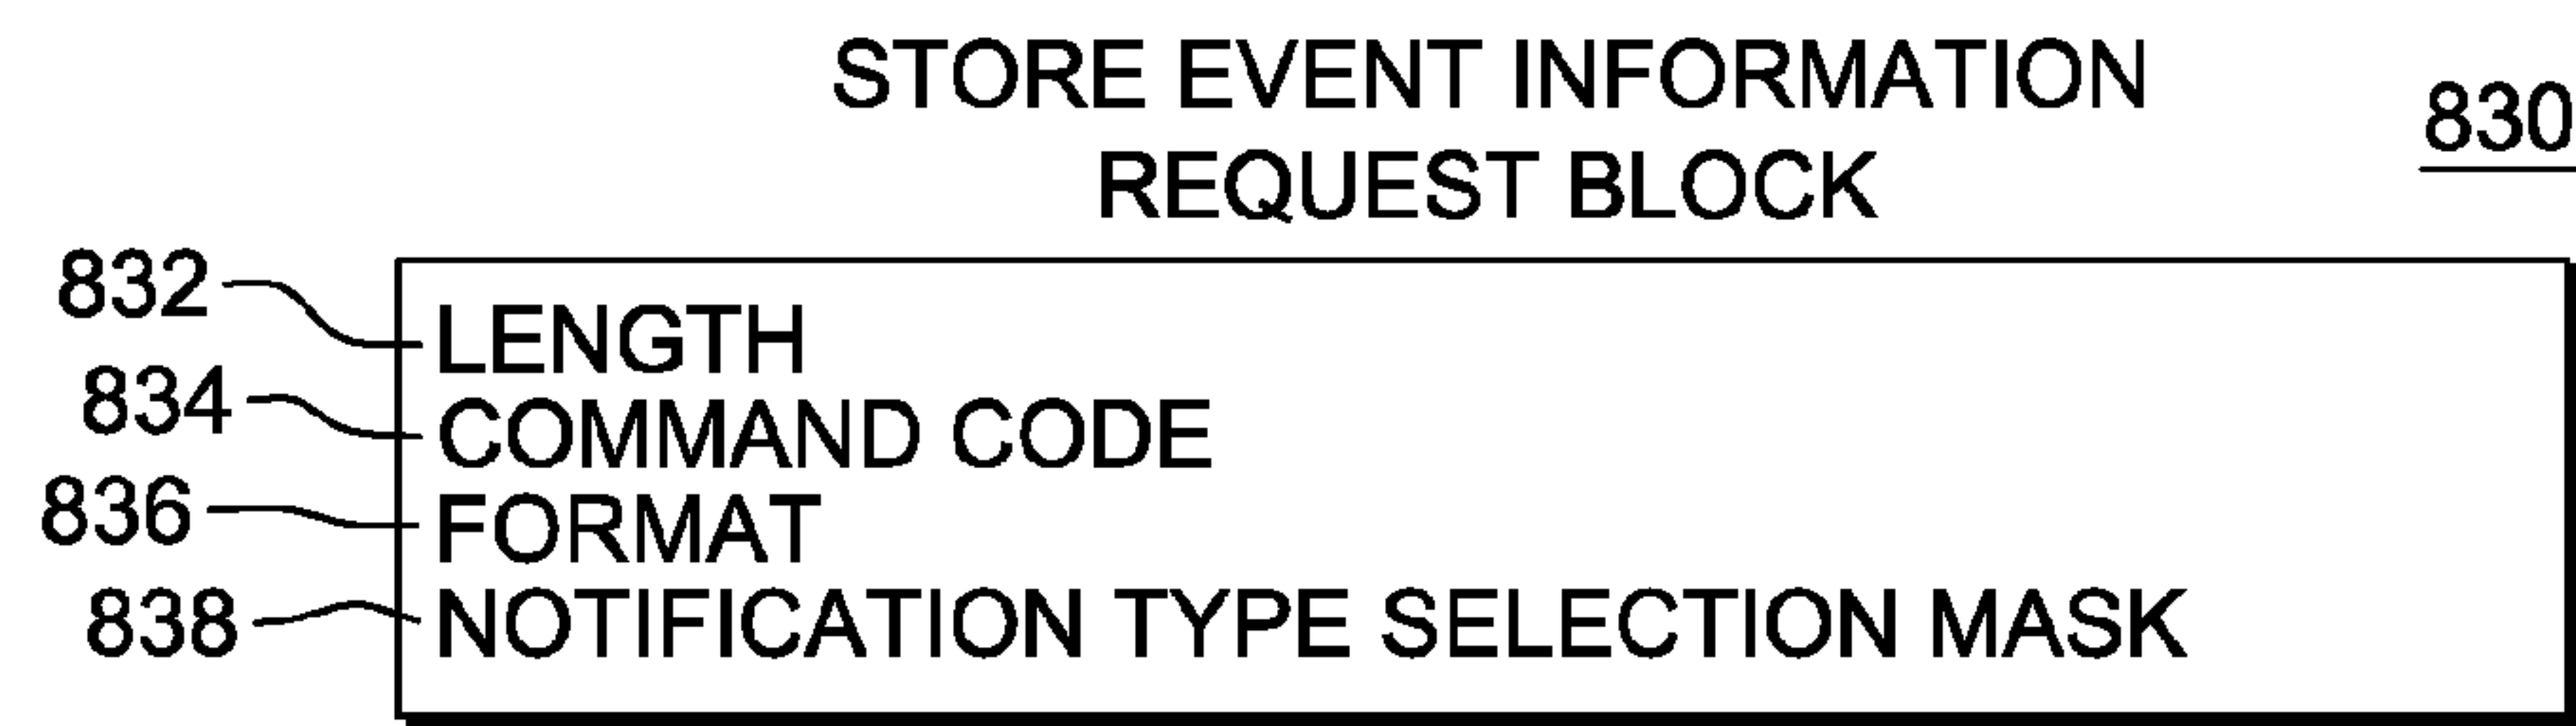 STORE EVENT INFORMATION
REQUEST BLOCK
830
832
LENGTH
834
COMMAND CODE
836
FORMAT
838
NOTIFICATION TYPE SELECTION MASK